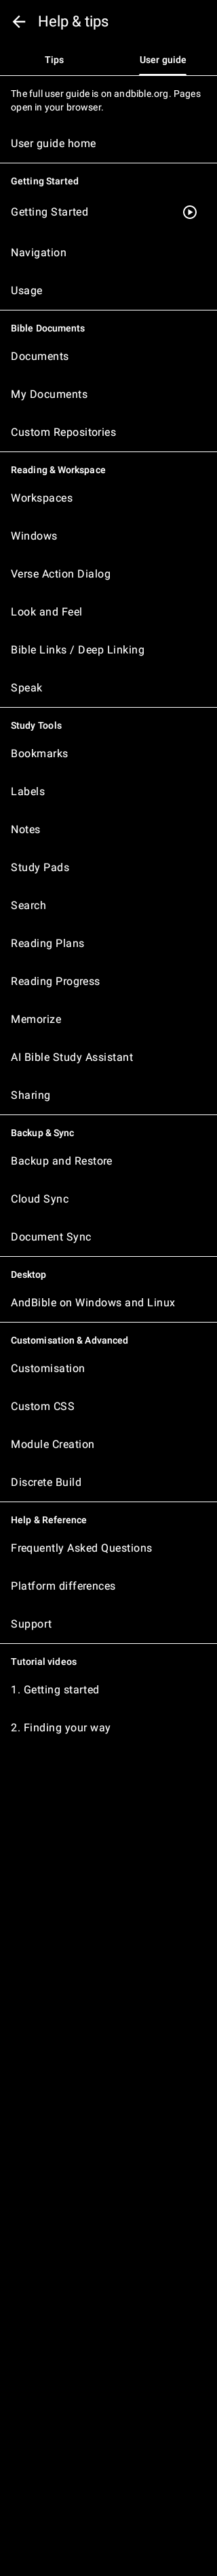 Help & tips
Tips
User guide
The full user guide is on andbible.org. Pages
open in your browser.
User guide home
Getting Started
Getting Started
Navigation
Usage
Bible Documents
Documents
My Documents
Custom Repositories
Reading & Workspace
Workspaces
Windows
Verse Action Dialog
Look and Feel
Bible Links / Deep Linking
Speak
Study Tools
Bookmarks
Labels
Notes
Study Pads
Search
Reading Plans
Reading Progress
Memorize
AI Bible Study Assistant
Sharing
Backup & Sync
Backup and Restore
Cloud Sync
Document Sync
Desktop
AndBible on Windows and Linux
Customisation & Advanced
Customisation
Custom CSS
Module Creation
Discrete Build
Help & Reference
Frequently Asked Questions
Platform differences
Support
Tutorial videos
1. Getting started
2. Finding your way